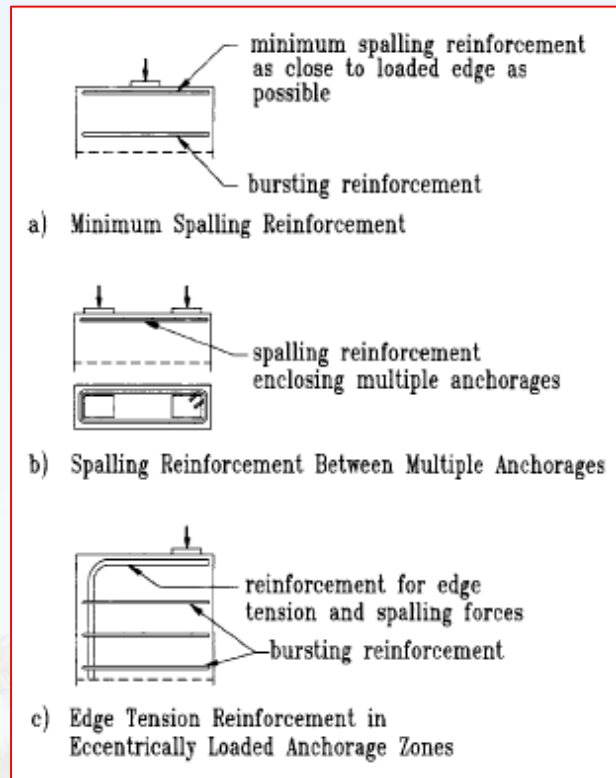 minimum spalling reinforcement
as close to loaded edge as
possible
bursting reinforcement
a) Minimum Spalling Reinforcement
spalling reinforcement
enclosing multiple anchorages
b) Spalling Reinforcement Between Multiple Anchorages
reinforcement for edge
tension and spalling forces
bursting reinforcement
c) Edge Tension Reinforcement in
Eccentrically Loaded Anchorage Zones